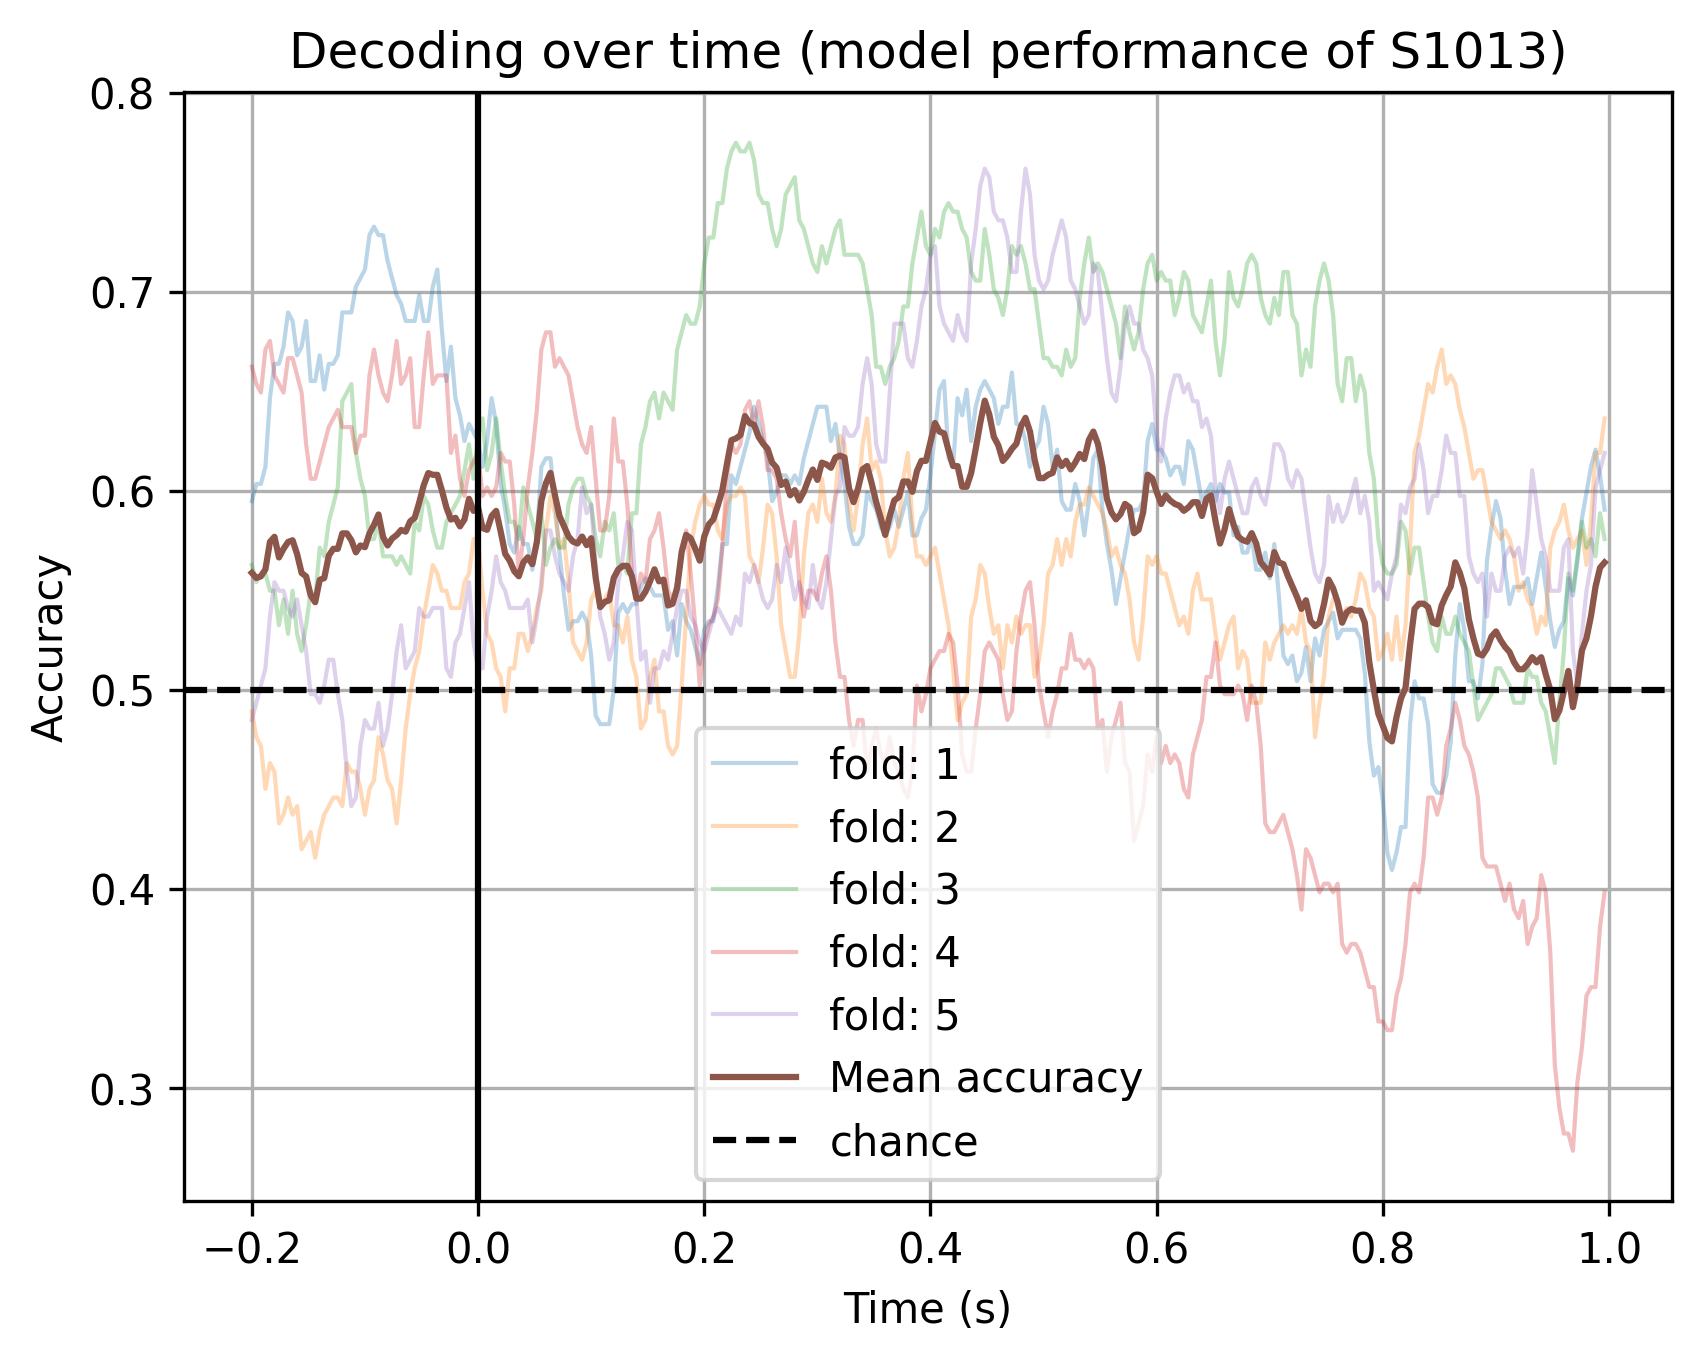 Decoding over time (model performance of S1013)
0.8
0.7
0.6
0.5
0.4
0.3
Accuracy
fold: 1
fold: 2
fold: 3
fold: 4
fold: 5
Mean accuracy
chance
−0.2 0.0 0.2 0.4 0.6 0.8 1.0
Time (s)